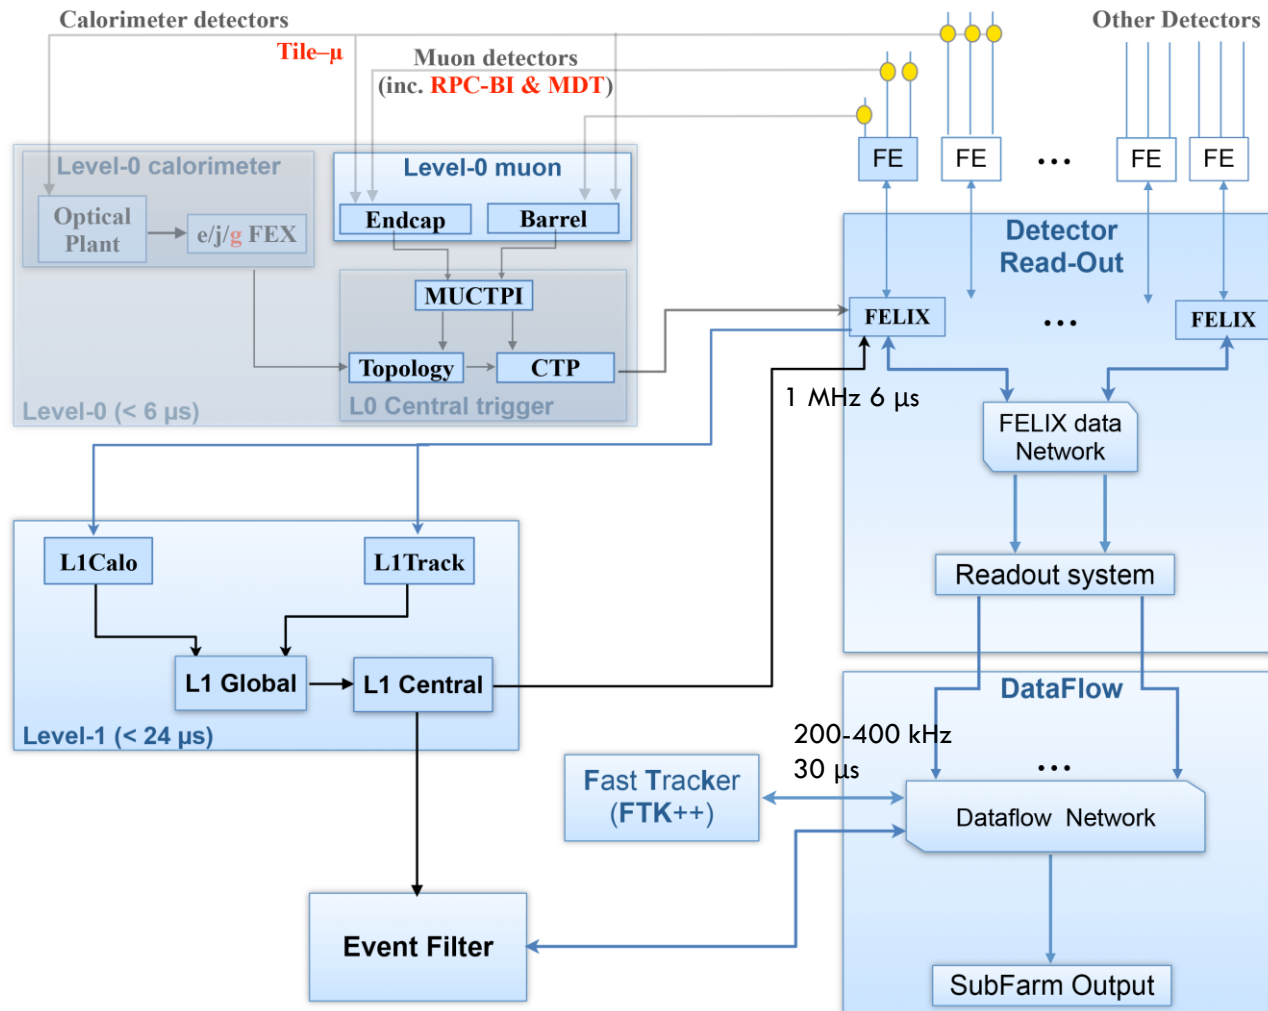 Calorimeter detectors
Tile–μ
Muon detectors
(inc. RPC-BI & MDT)
Other Detectors
FE
FE
...
FE
FE
Level-0 calorimeter
Optical
Plant
e/j/g FEX
Level-0 muon
Endcap
Barrel
MUCTPI
Topology
CTP
L0 Central trigger
Level-0 (< 6 μs)
Detector
Read-Out
FELIX
...
FELIX
1 MHz 6 μs
FELIX data
Network
Readout system
L1Calo
L1Track
L1 Global
L1 Central
Level-1 (< 24 μs)
DataFlow
200-400 kHz
30 μs
...
Fast Tracker
(FTK++)
Dataflow Network
Event Filter
SubFarm Output